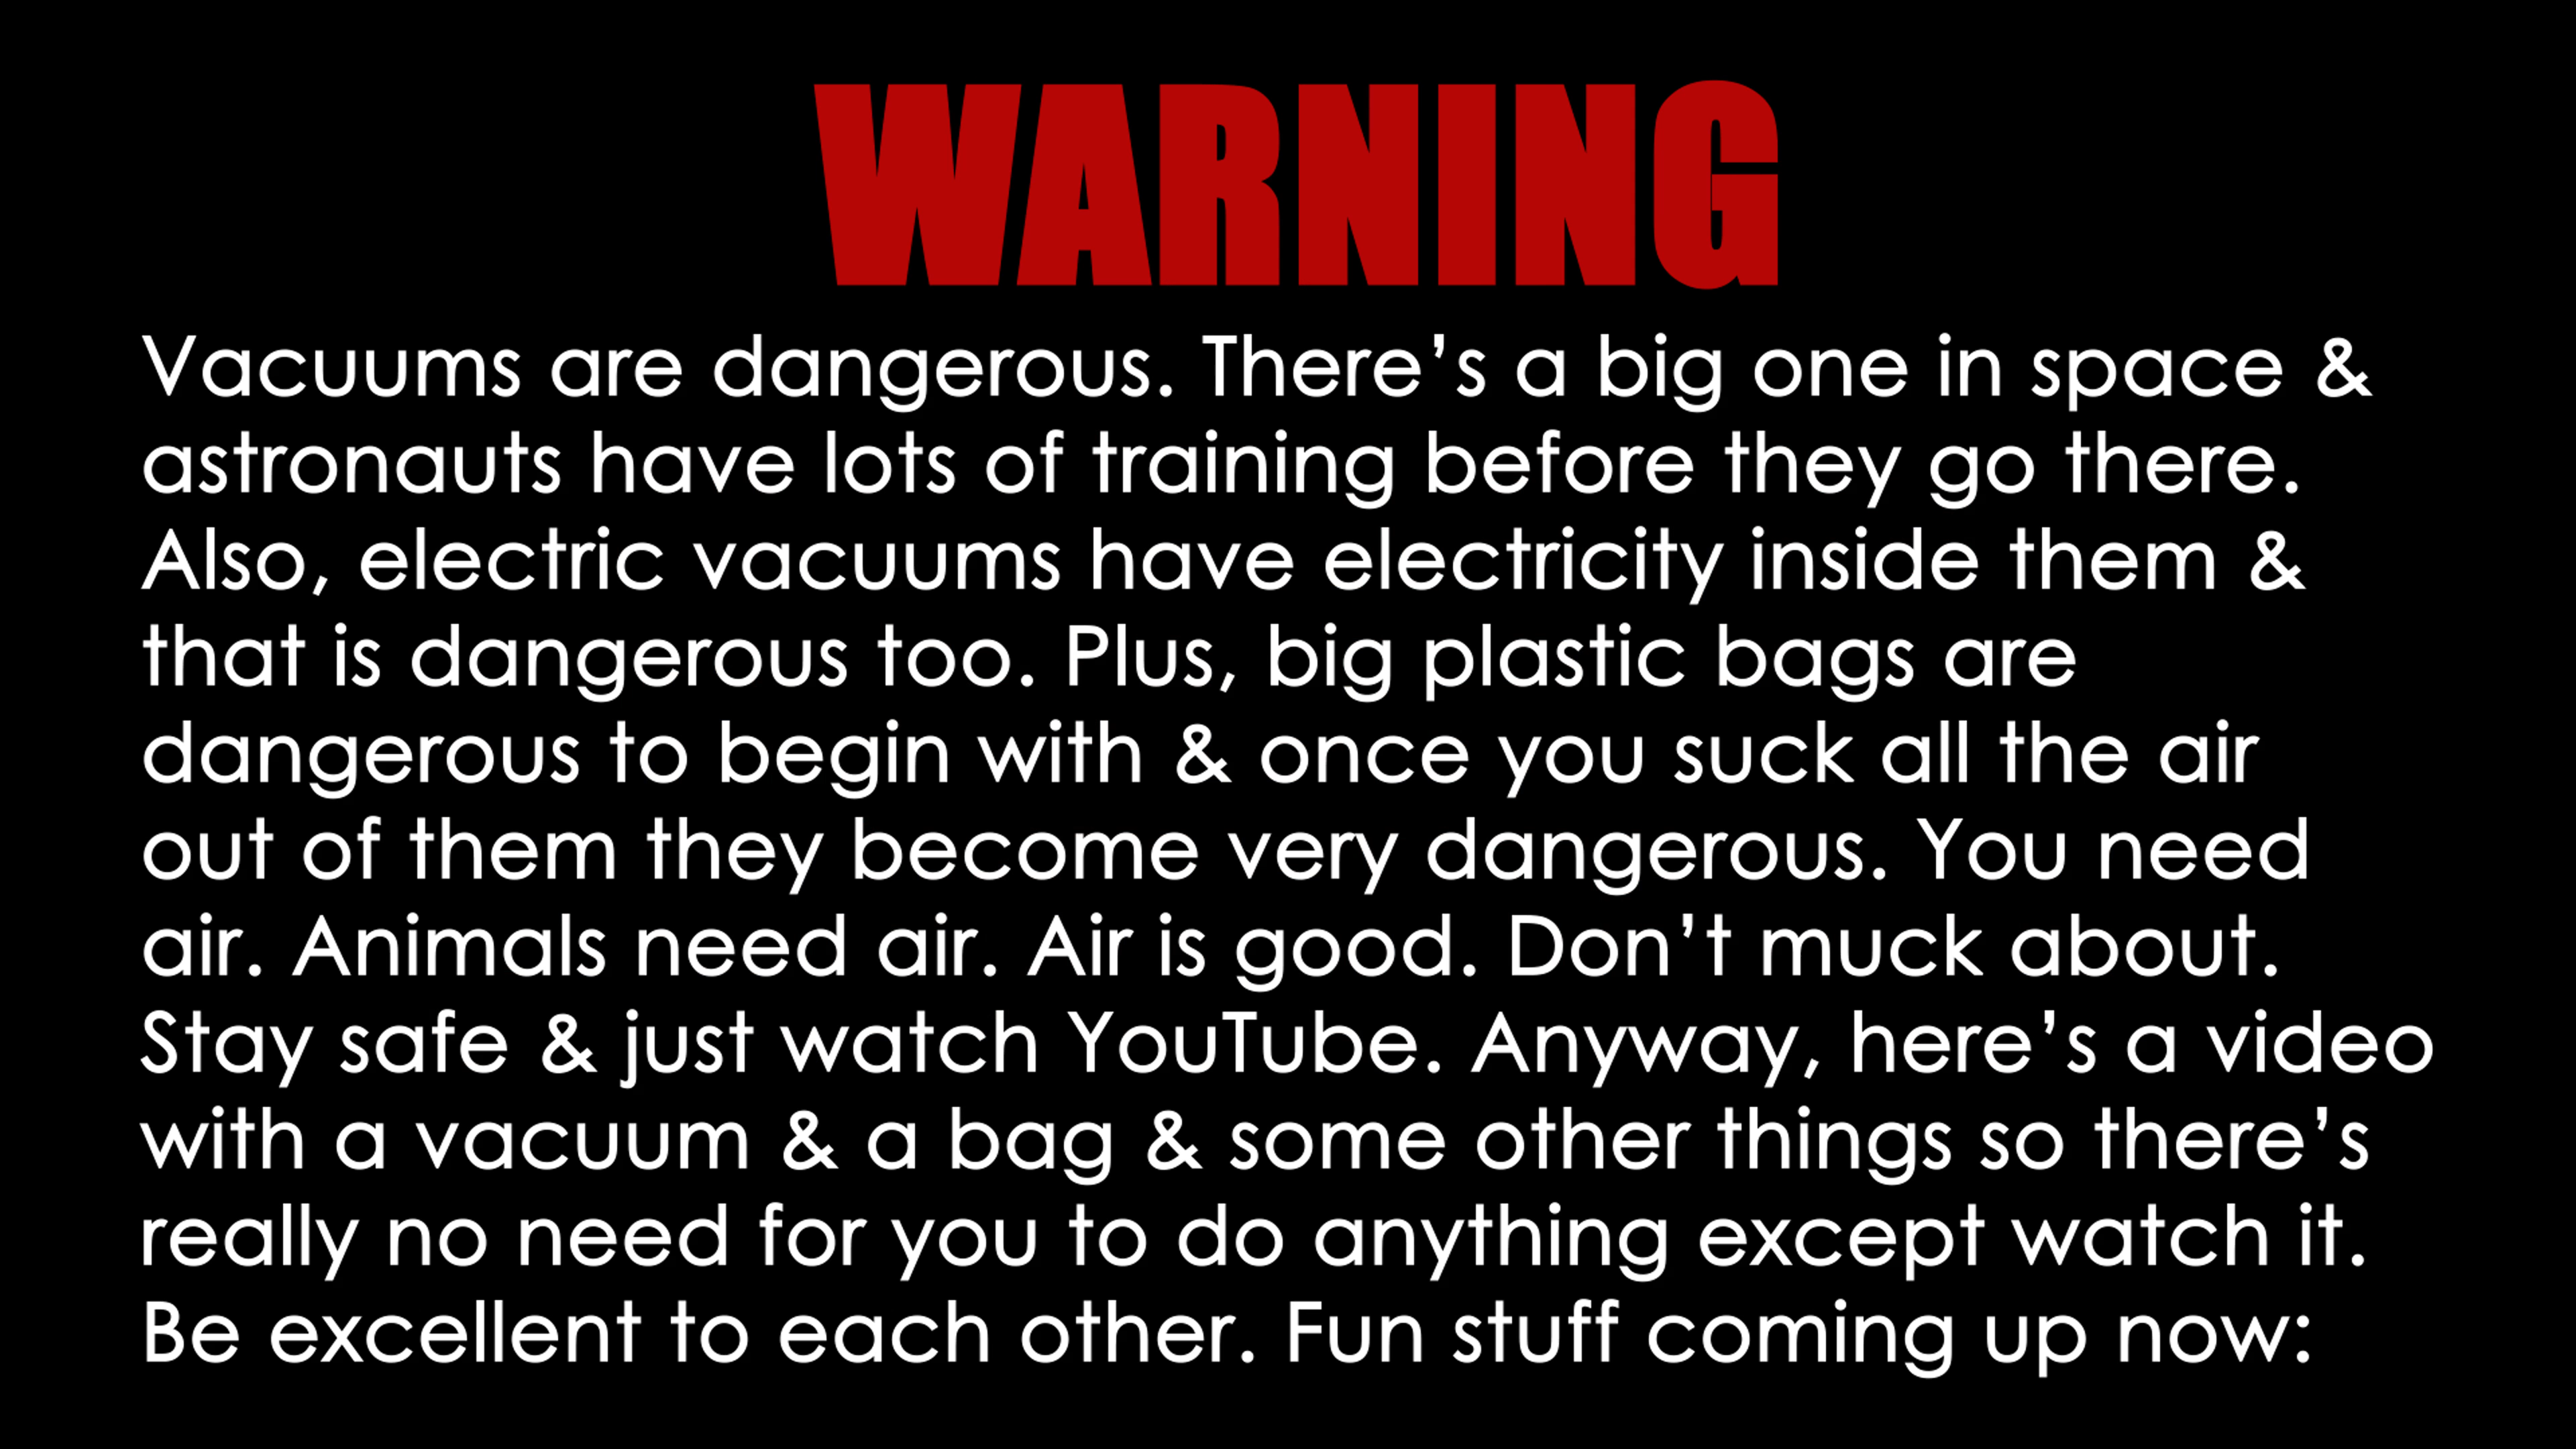 WARNING
Vacuums are dangerous. There’s a big one in space &
astronauts have lots of training before they go there.
Also, electric vacuums have electricity inside them &
that is dangerous too. Plus, big plastic bags are
dangerous to begin with & once you suck all the air
out of them they become very dangerous. You need
air. Animals need air. Air is good. Don’t muck about.
Stay safe & just watch YouTube. Anyway, here’s a video
with a vacuum & a bag & some other things so there’s
really no need for you to do anything except watch it.
Be excellent to each other. Fun stuff coming up now: